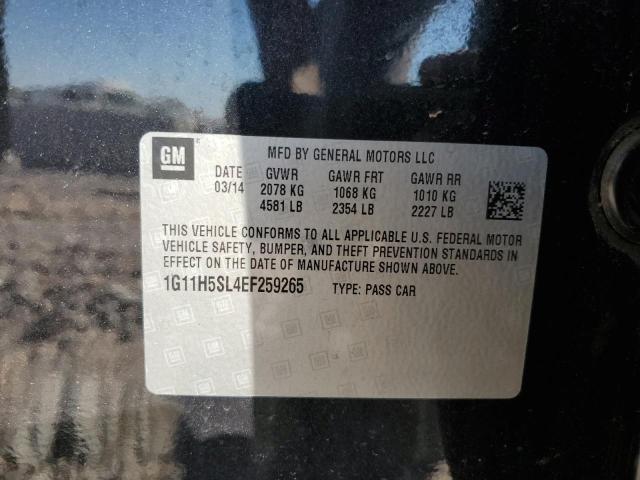 GM
MFD BY GENERAL MOTORS LLC
DATE GVWR GAWR FRT GAWR RR
03/14 2078 KG 1068 KG 1010 KG
4581 LB 2354 LB 2227 LB
THIS VEHICLE CONFORMS TO ALL APPLICABLE U.S. FEDERAL MOTOR
VEHICLE SAFETY, BUMPER, AND THEFT PREVENTION STANDARDS IN
EFFECT ON THE DATE OF MANUFACTURE SHOWN ABOVE.
1G11H5SL4EF259265 TYPE: PASS CAR